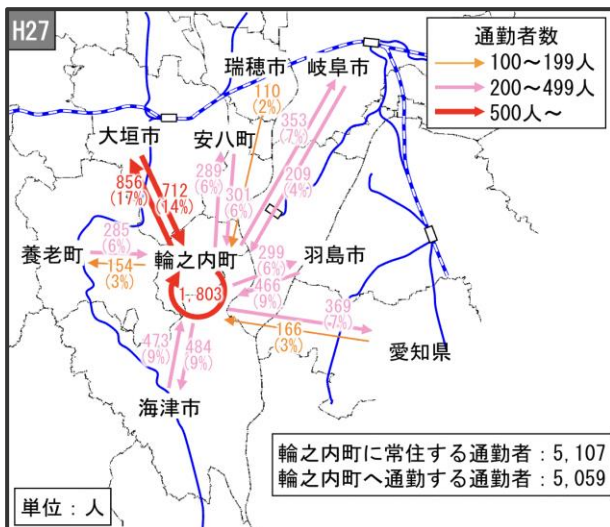 H27
通勤者数
100～199人
200～499人
500人～
瑞穂市
岐阜市
110
(2%)
大垣市
安八町
353
(7%)
289
(6%)
209
(4%)
856
(17%)
712
(14%)
301
(6%)
285
(6%)
養老町
輪之内町
羽島市
299
(6%)
154
(3%)
466
(9%)
1,803
369
(7%)
166
(3%)
愛知県
473
(9%)
484
(9%)
海津市
輪之内町に常住する通勤者：5,107
輪之内町へ通勤する通勤者：5,059
単位：人